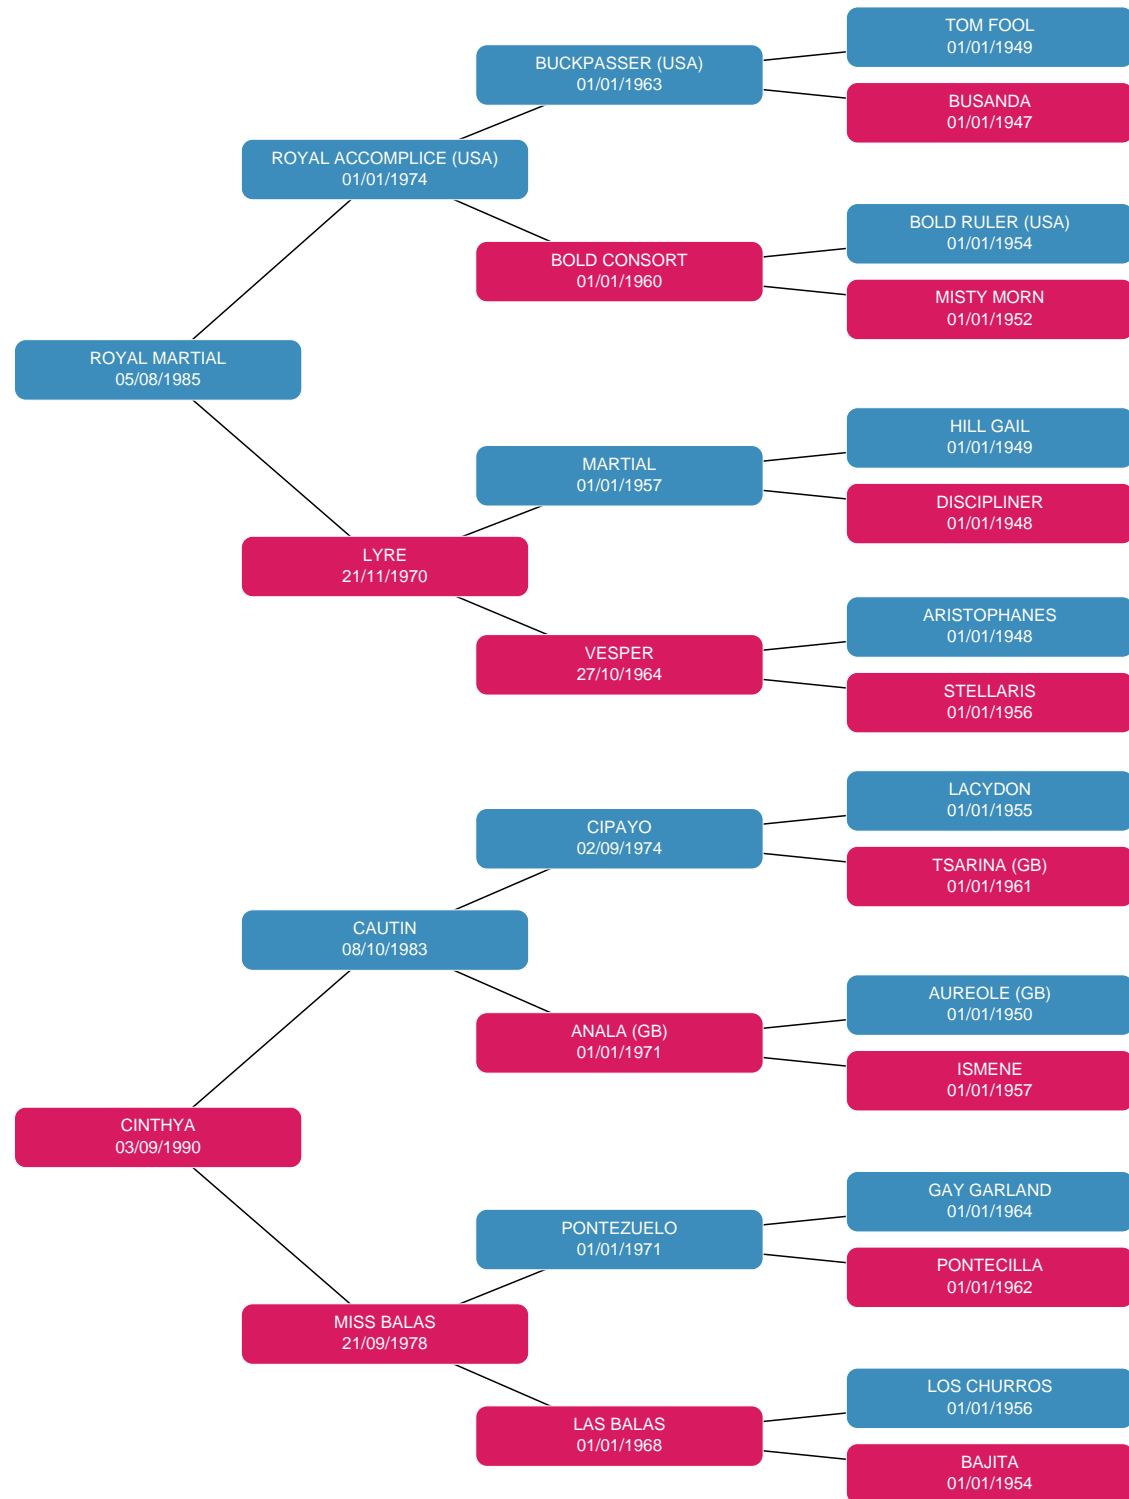 TOM FOOL
01/01/1949
BUCKPASSER (USA)
01/01/1963
BUSANDA
01/01/1947
ROYAL ACCOMPLICE (USA)
01/01/1974
BOLD RULER (USA)
01/01/1954
BOLD CONSORT
01/01/1960
MISTY MORN
01/01/1952
ROYAL MARTIAL
05/08/1985
HILL GAIL
01/01/1949
MARTIAL
01/01/1957
DISCIPLINER
01/01/1948
LYRE
21/11/1970
ARISTOPHANES
01/01/1948
VESPER
27/10/1964
STELLARIS
01/01/1956
LACYDON
01/01/1955
CIPAYO
02/09/1974
TSARINA (GB)
01/01/1961
CAUTIN
08/10/1983
AUREOLE (GB)
01/01/1950
ANALA (GB)
01/01/1971
ISMENE
01/01/1957
CINTHYA
03/09/1990
GAY GARLAND
01/01/1964
PONTEZUELO
01/01/1971
PONTECILLA
01/01/1962
MISS BALAS
21/09/1978
LOS CHURROS
01/01/1956
LAS BALAS
01/01/1968
BAJITA
01/01/1954